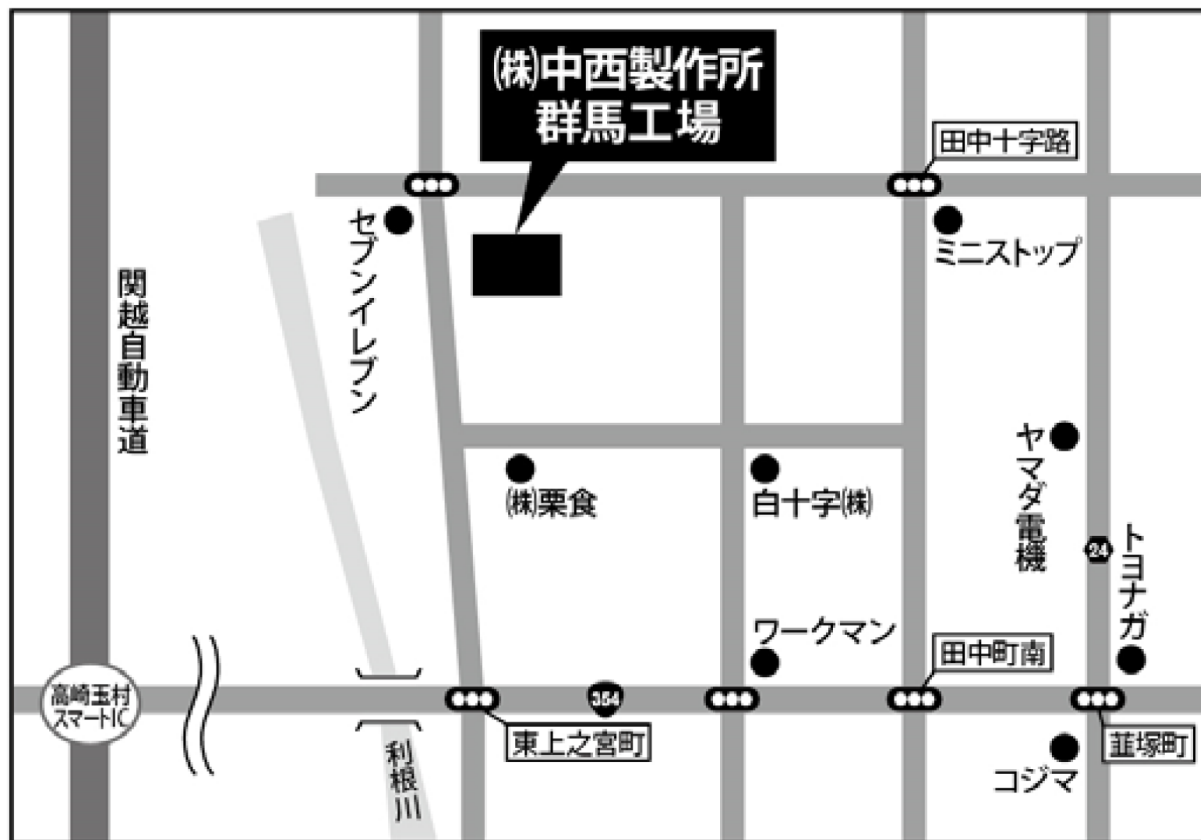 ㈱中西製作所
群馬工場
田中十字路
セブンイレブン
ミニストップ
関越自動車道
ヤマダ電機
㈱栗食
白十字㈱
24
トヨナガ
ワークマン
田中町南
高崎玉村
スマートIC
354
東上之宮町
韮塚町
利根川
コジマ